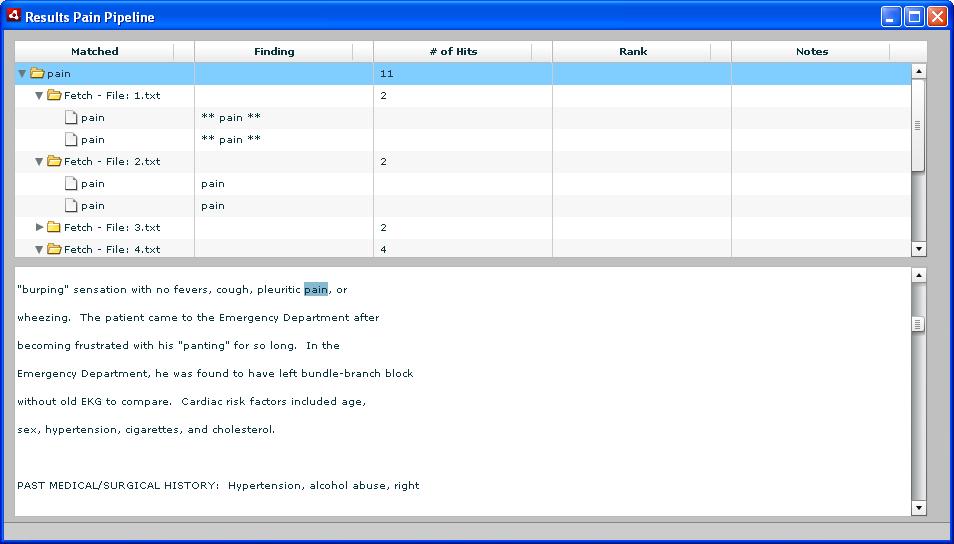 Results Pain Pipeline
Matched Finding # of Hits Rank Notes
pain 11
Fetch - File: 1.txt 2
pain ** pain **
pain ** pain **
Fetch - File: 2.txt 2
pain pain
pain pain
Fetch - File: 3.txt 2
Fetch - File: 4.txt 4
"burping" sensation with no fevers, cough, pleuritic pain, or
wheezing.  The patient came to the Emergency Department after
becoming frustrated with his "panting" for so long.  In the
Emergency Department, he was found to have left bundle-branch block
without old EKG to compare.  Cardiac risk factors included age,
sex, hypertension, cigarettes, and cholesterol.
PAST MEDICAL/SURGICAL HISTORY:  Hypertension, alcohol abuse, right